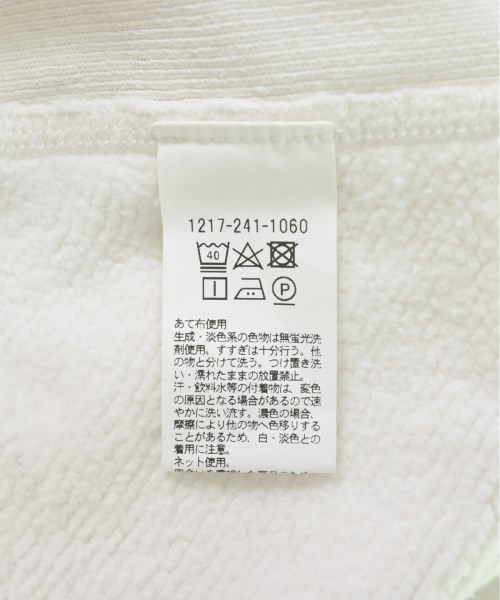 1217-241-1060
40
P
あて布使用
生成・淡色系の色物は無蛍光洗
剤使用。すすぎは十分行う。他
の物と分けて洗う。つけ置き洗
い・濡れたままの放置禁止。
汗・飲料水等の付着物は、変色
の原因となる場合があるので速
やかに洗い流す。濃色の場合、
摩擦により他の物へ色移りする
ことがあるため、白・淡色との
着用に注意。
ネット使用。